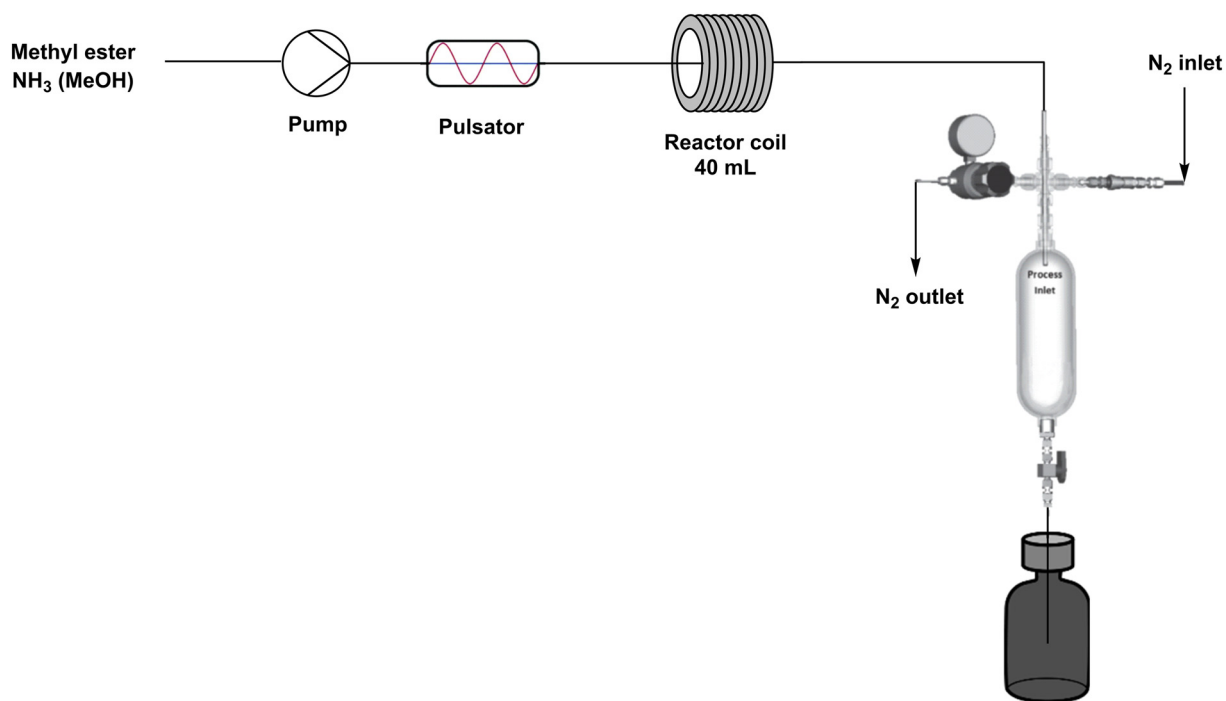 Methyl ester
NH₃ (MeOH)
Pump
Pulsator
Reactor coil
40 mL
N₂ inlet
N₂ outlet
Process
Inlet